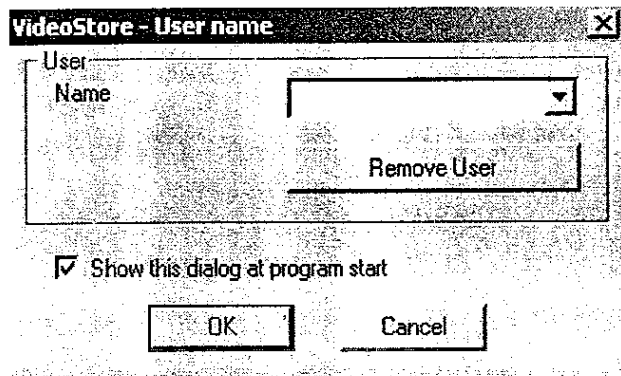 VideoStore - User name
User
Name
Remove User
Show this dialog at program start
OK
Cancel